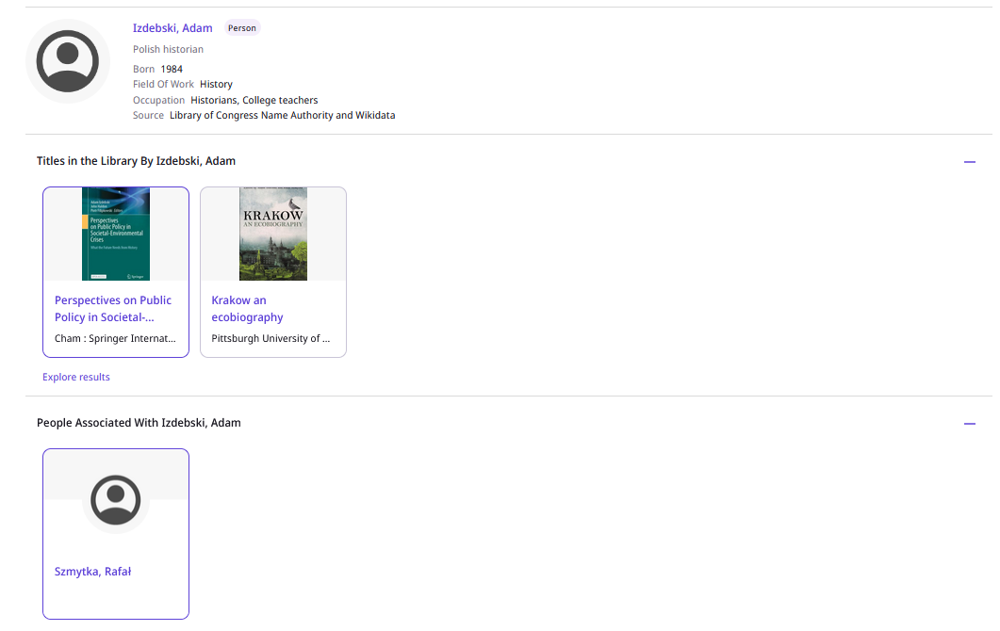 Izdebski, Adam Person
Polish historian
Born 1984
Field Of Work History
Occupation Historians, College teachers
Source Library of Congress Name Authority and Wikidata
Titles in the Library By Izdebski, Adam
Perspectives
on Public Policy in
Societal-Environmental
Crises
What the Future Needs from History
Springer
KRAKOW
AN ECOBIOGRAPHY
Perspectives on Public
Policy in Societal-...
Cham : Springer Internat...
Krakow an
ecobiography
Pittsburgh University of ...
Explore results
People Associated With Izdebski, Adam
Szmytka, Rafał